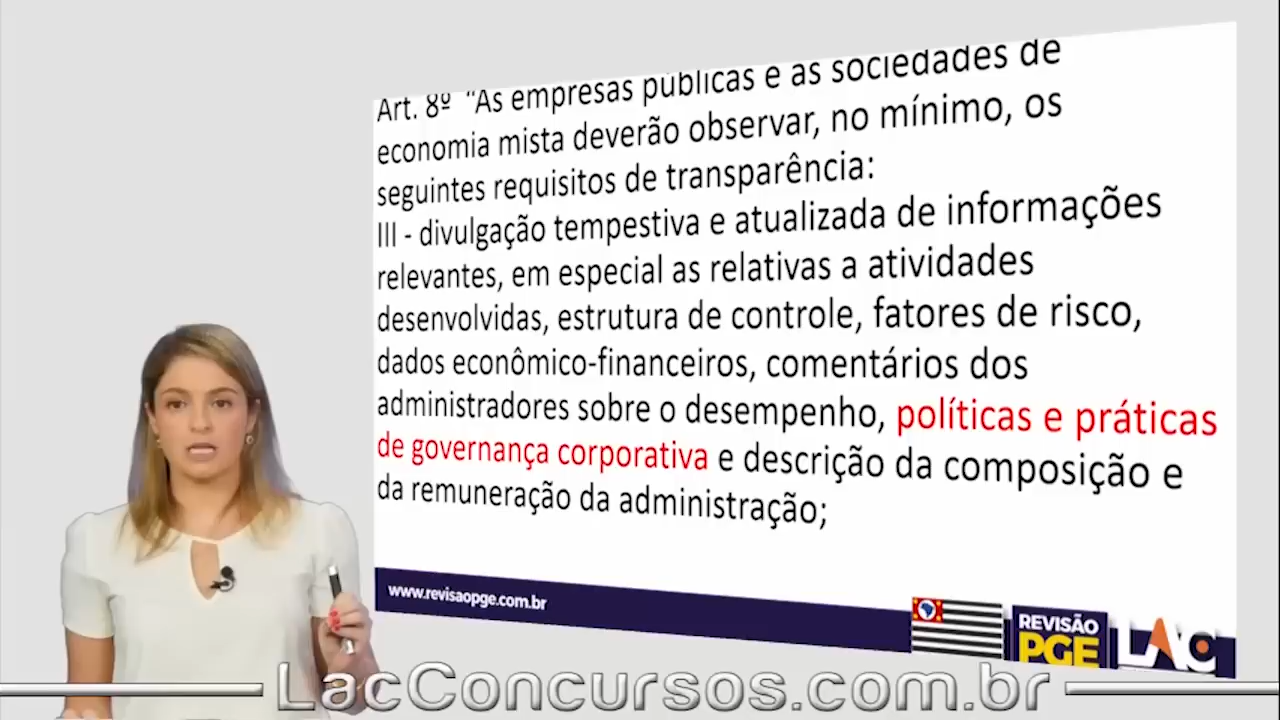 Art. 8º “As empresas públicas e as sociedades de
economia mista deverão observar, no mínimo, os
seguintes requisitos de transparência:
III - divulgação tempestiva e atualizada de informações
relevantes, em especial as relativas a atividades
desenvolvidas, estrutura de controle, fatores de risco,
dados econômico-financeiros, comentários dos
administradores sobre o desempenho, políticas e práticas
de governança corporativa e descrição da composição e
da remuneração da administração;
www.revisaopge.com.br
REVISÃO
PGE
LAC
LacConcursos.com.br